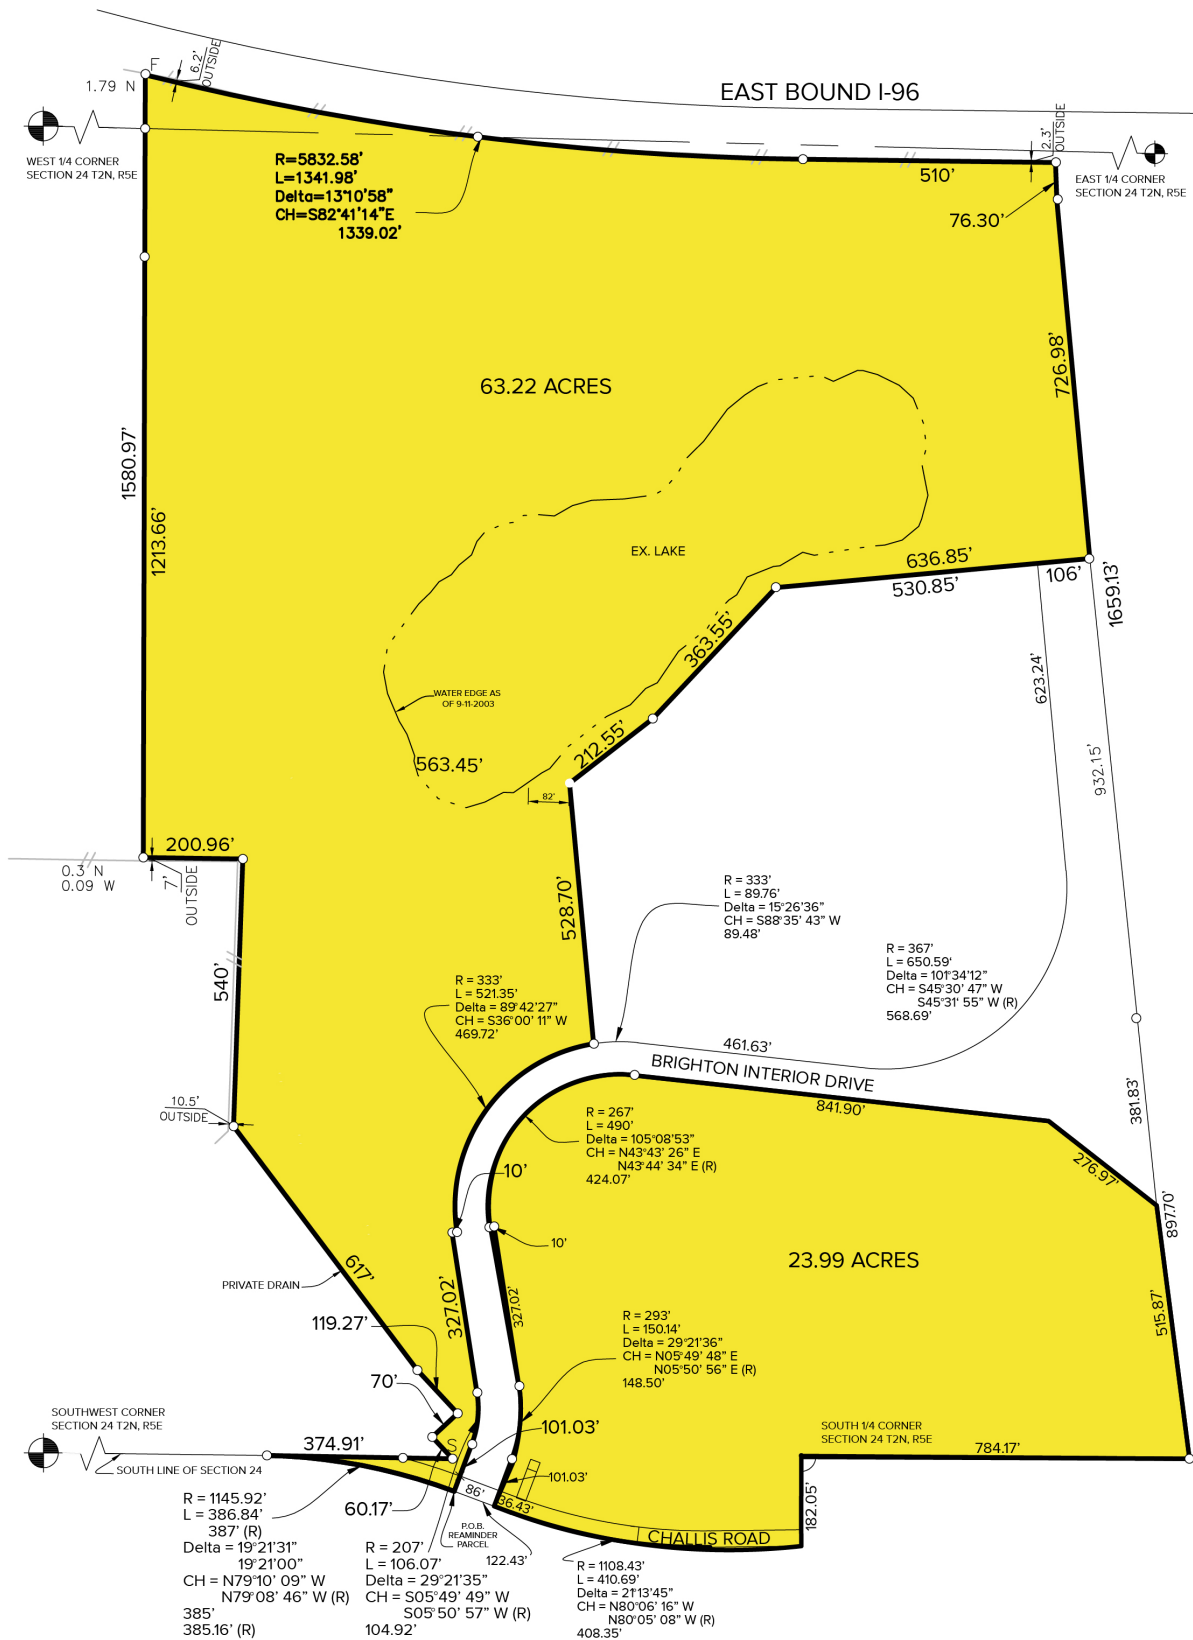 F
6.2'
OUTSIDE
1.79 N
EAST BOUND I-96
WEST 1/4 CORNER
SECTION 24 T2N, R5E
2.3'
OUTSIDE
EAST 1/4 CORNER
SECTION 24 T2N, R5E
R=5832.58'
L=1341.98'
Delta=13°10'58"
CH=S82°41'14"E
1339.02'
510'
76.30'
726.98'
63.22 ACRES
1580.97'
1213.66'
EX. LAKE
636.85'
530.85'
106'
1659.13'
363.55'
623.24'
WATER EDGE AS
OF 9-11-2003
212.55'
563.45'
82'
932.15'
200.96'
0.3 N
0.09 W
7'
OUTSIDE
528.70'
R = 333'
L = 89.76'
Delta = 15°26'36"
CH = S88°35' 43" W
89.48'
540'
R = 333'
L = 521.35'
Delta = 89°42'27"
CH = S36°00' 11" W
469.72'
R = 367'
L = 650.59'
Delta = 101°34'12"
CH = S45°30' 47" W
S45°31' 55" W (R)
568.69'
461.63'
BRIGHTON INTERIOR DRIVE
841.90'
10.5'
OUTSIDE
R = 267'
L = 490'
Delta = 105°08'53"
CH = N43°43' 26" E
N43°44' 34" E (R)
424.07'
381.83'
276.97'
10'
10'
897.70'
617'
PRIVATE DRAIN
23.99 ACRES
327.02'
327.02'
515.87'
119.27'
R = 293'
L = 150.14'
Delta = 29°21'36"
CH = N05°49' 48" E
N05°50' 56" E (R)
148.50'
70'
SOUTHWEST CORNER
SECTION 24 T2N, R5E
101.03'
SOUTH 1/4 CORNER
SECTION 24 T2N, R5E
374.91'
S
784.17'
SOUTH LINE OF SECTION 24
101.03'
86'
36.43'
182.05'
60.17'
P.O.B.
REAMINDER
PARCEL
CHALLIS ROAD
122.43'
R = 1145.92'
L = 386.84'
387' (R)
Delta = 19°21'31"
19°21'00"
CH = N79°10' 09" W
N79°08' 46" W (R)
385'
385.16' (R)
R = 207'
L = 106.07'
Delta = 29°21'35"
CH = S05°49' 49" W
S05°50' 57" W (R)
104.92'
R = 1108.43'
L = 410.69'
Delta = 21°13'45"
CH = N80°06' 16" W
N80°05' 08" W (R)
408.35'